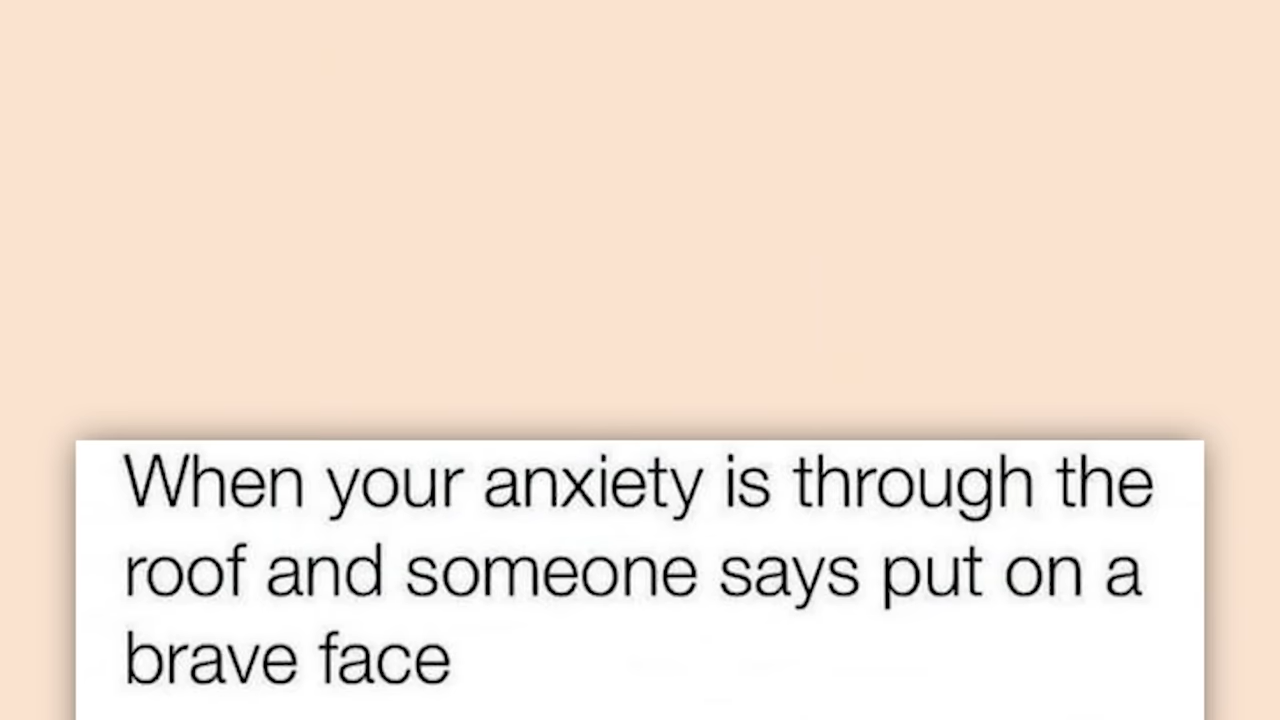 When your anxiety is through the
roof and someone says put on a
brave face